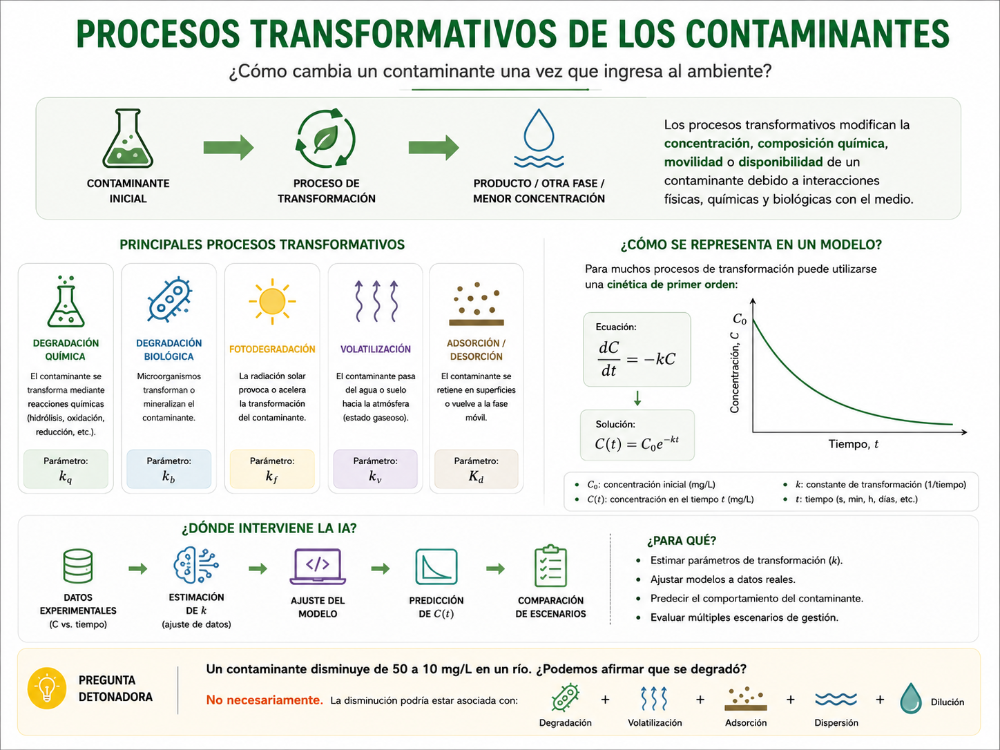 PROCESOS TRANSFORMATIVOS DE LOS CONTAMINANTES
¿Cómo cambia un contaminante una vez que ingresa al ambiente?
CONTAMINANTE
INICIAL
PROCESO DE
TRANSFORMACIÓN
PRODUCTO / OTRA FASE /
MENOR CONCENTRACIÓN
Los procesos transformativos modifican la
concentración, composición química,
movilidad o disponibilidad de un
contaminante debido a interacciones
físicas, químicas y biológicas con el medio.
PRINCIPALES PROCESOS TRANSFORMATIVOS
DEGRADACIÓN
QUÍMICA
El contaminante se
transforma mediante
reacciones químicas
(hidrólisis, oxidación,
reducción, etc.).
Parámetro:
k_q
DEGRADACIÓN
BIOLÓGICA
Microorganismos
transforman o
mineralizan el
contaminante.
Parámetro:
k_b
FOTODEGRADACIÓN
La radiación solar
provoca o acelera
la transformación
del contaminante.
Parámetro:
k_f
VOLATILIZACIÓN
El contaminante pasa
del agua o suelo
hacia la atmósfera
(estado gaseoso).
Parámetro:
k_v
ADSORCIÓN /
DESORCIÓN
El contaminante se
retiene en superficies
o vuelve a la fase
móvil.
Parámetro:
K_d
¿CÓMO SE REPRESENTA EN UN MODELO?
Para muchos procesos de transformación puede utilizarse
una cinética de primer orden:
Ecuación:
dC/dt = −kC
Solución:
C(t) = C₀e^{−kt}
C₀
Concentración, C
Tiempo, t
• C₀: concentración inicial (mg/L)
• C(t): concentración en el tiempo t (mg/L)
• k: constante de transformación (1/tiempo)
• t: tiempo (s, min, h, días, etc.)
¿DÓNDE INTERVIENE LA IA?
DATOS
EXPERIMENTALES
(C vs. tiempo)
ESTIMACIÓN
DE k
(ajuste de datos)
</>
AJUSTE DEL
MODELO
PREDICCIÓN
DE C(t)
COMPARACIÓN
DE ESCENARIOS
¿PARA QUÉ?
• Estimar parámetros de transformación (k).
• Ajustar modelos a datos reales.
• Predecir el comportamiento del contaminante.
• Evaluar múltiples escenarios de gestión.
PREGUNTA
DETONADORA
Un contaminante disminuye de 50 a 10 mg/L en un río. ¿Podemos afirmar que se degradó?
No necesariamente. La disminución podría estar asociada con:
Degradación + Volatilización + Adsorción + Dispersión + Dilución